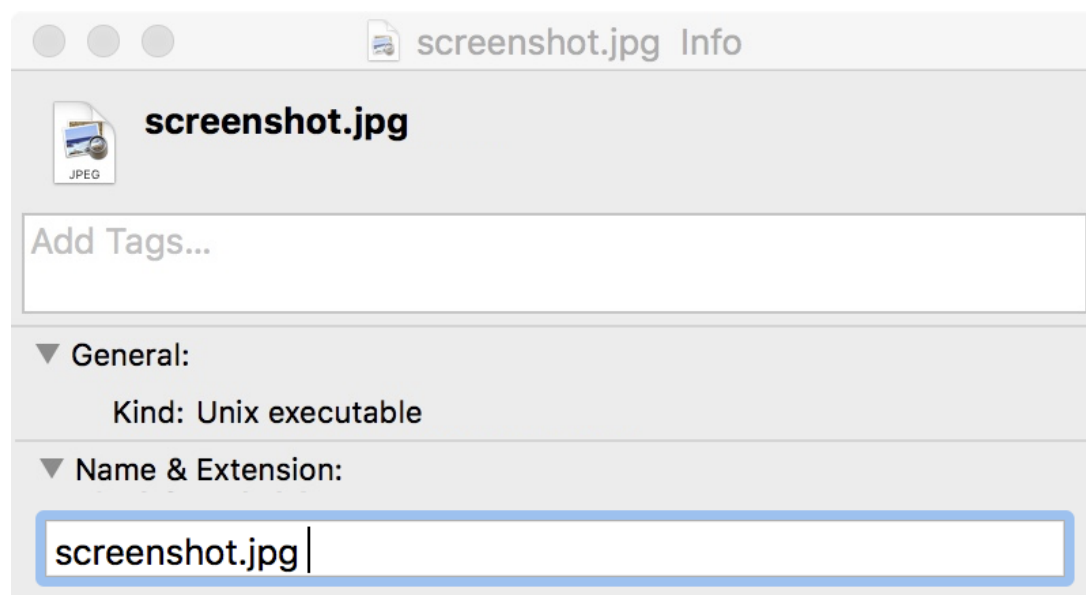 screenshot.jpg Info
screenshot.jpg
JPEG
Add Tags...
General:
Kind: Unix executable
Name & Extension:
screenshot.jpg